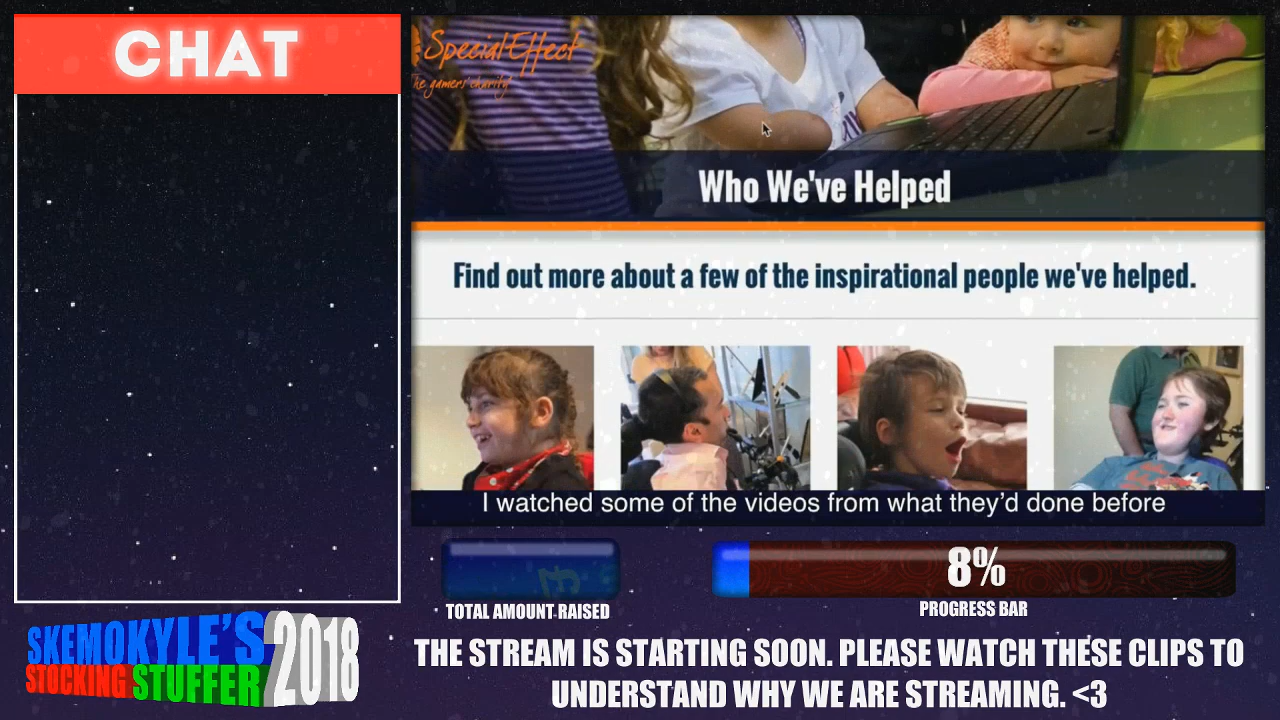 CHAT
SpecialEffect
the gamers' charity
Who We've Helped
Find out more about a few of the inspirational people we've helped.
I watched some of the videos from what they'd done before
8%
TOTAL AMOUNT RAISED
PROGRESS BAR
SKEMOKYLE'S
STOCKING STUFFER
2018
THE STREAM IS STARTING SOON. PLEASE WATCH THESE CLIPS TO
UNDERSTAND WHY WE ARE STREAMING. <3